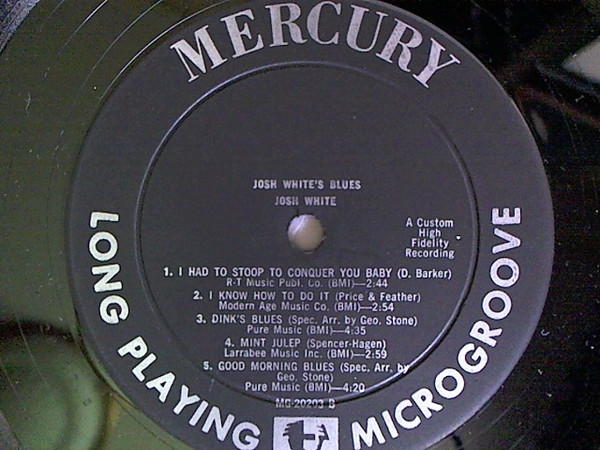 MERCURY
JOSH WHITE'S BLUES
JOSH WHITE
A Custom
High
Fidelity
Recording
1. I HAD TO STOOP TO CONQUER YOU BABY (D. Barker)
R-T Music Publ. Co. (BMI)—2:44
2. I KNOW HOW TO DO IT (Price & Feather)
Modern Age Music Co. (BMI)—2:54
3. DINK'S BLUES (Spec. Arr. by Geo. Stone)
Pure Music (BMI)—4:35
4. MINT JULEP (Spencer-Hagen)
Larrabee Music Inc. (BMI)—2:59
5. GOOD MORNING BLUES (Spec. Arr. by
Geo. Stone)
Pure Music (BMI)—4:20
MG-20203 B
LONG PLAYING
MICROGROOVE